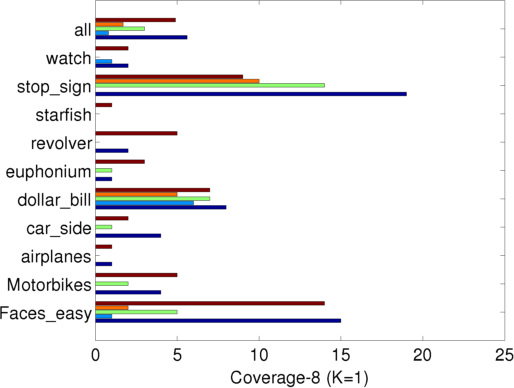 all
watch
stop_sign
starfish
revolver
euphonium
dollar_bill
car_side
airplanes
Motorbikes
Faces_easy
0 5 10 15 20 25
Coverage-8 (K=1)